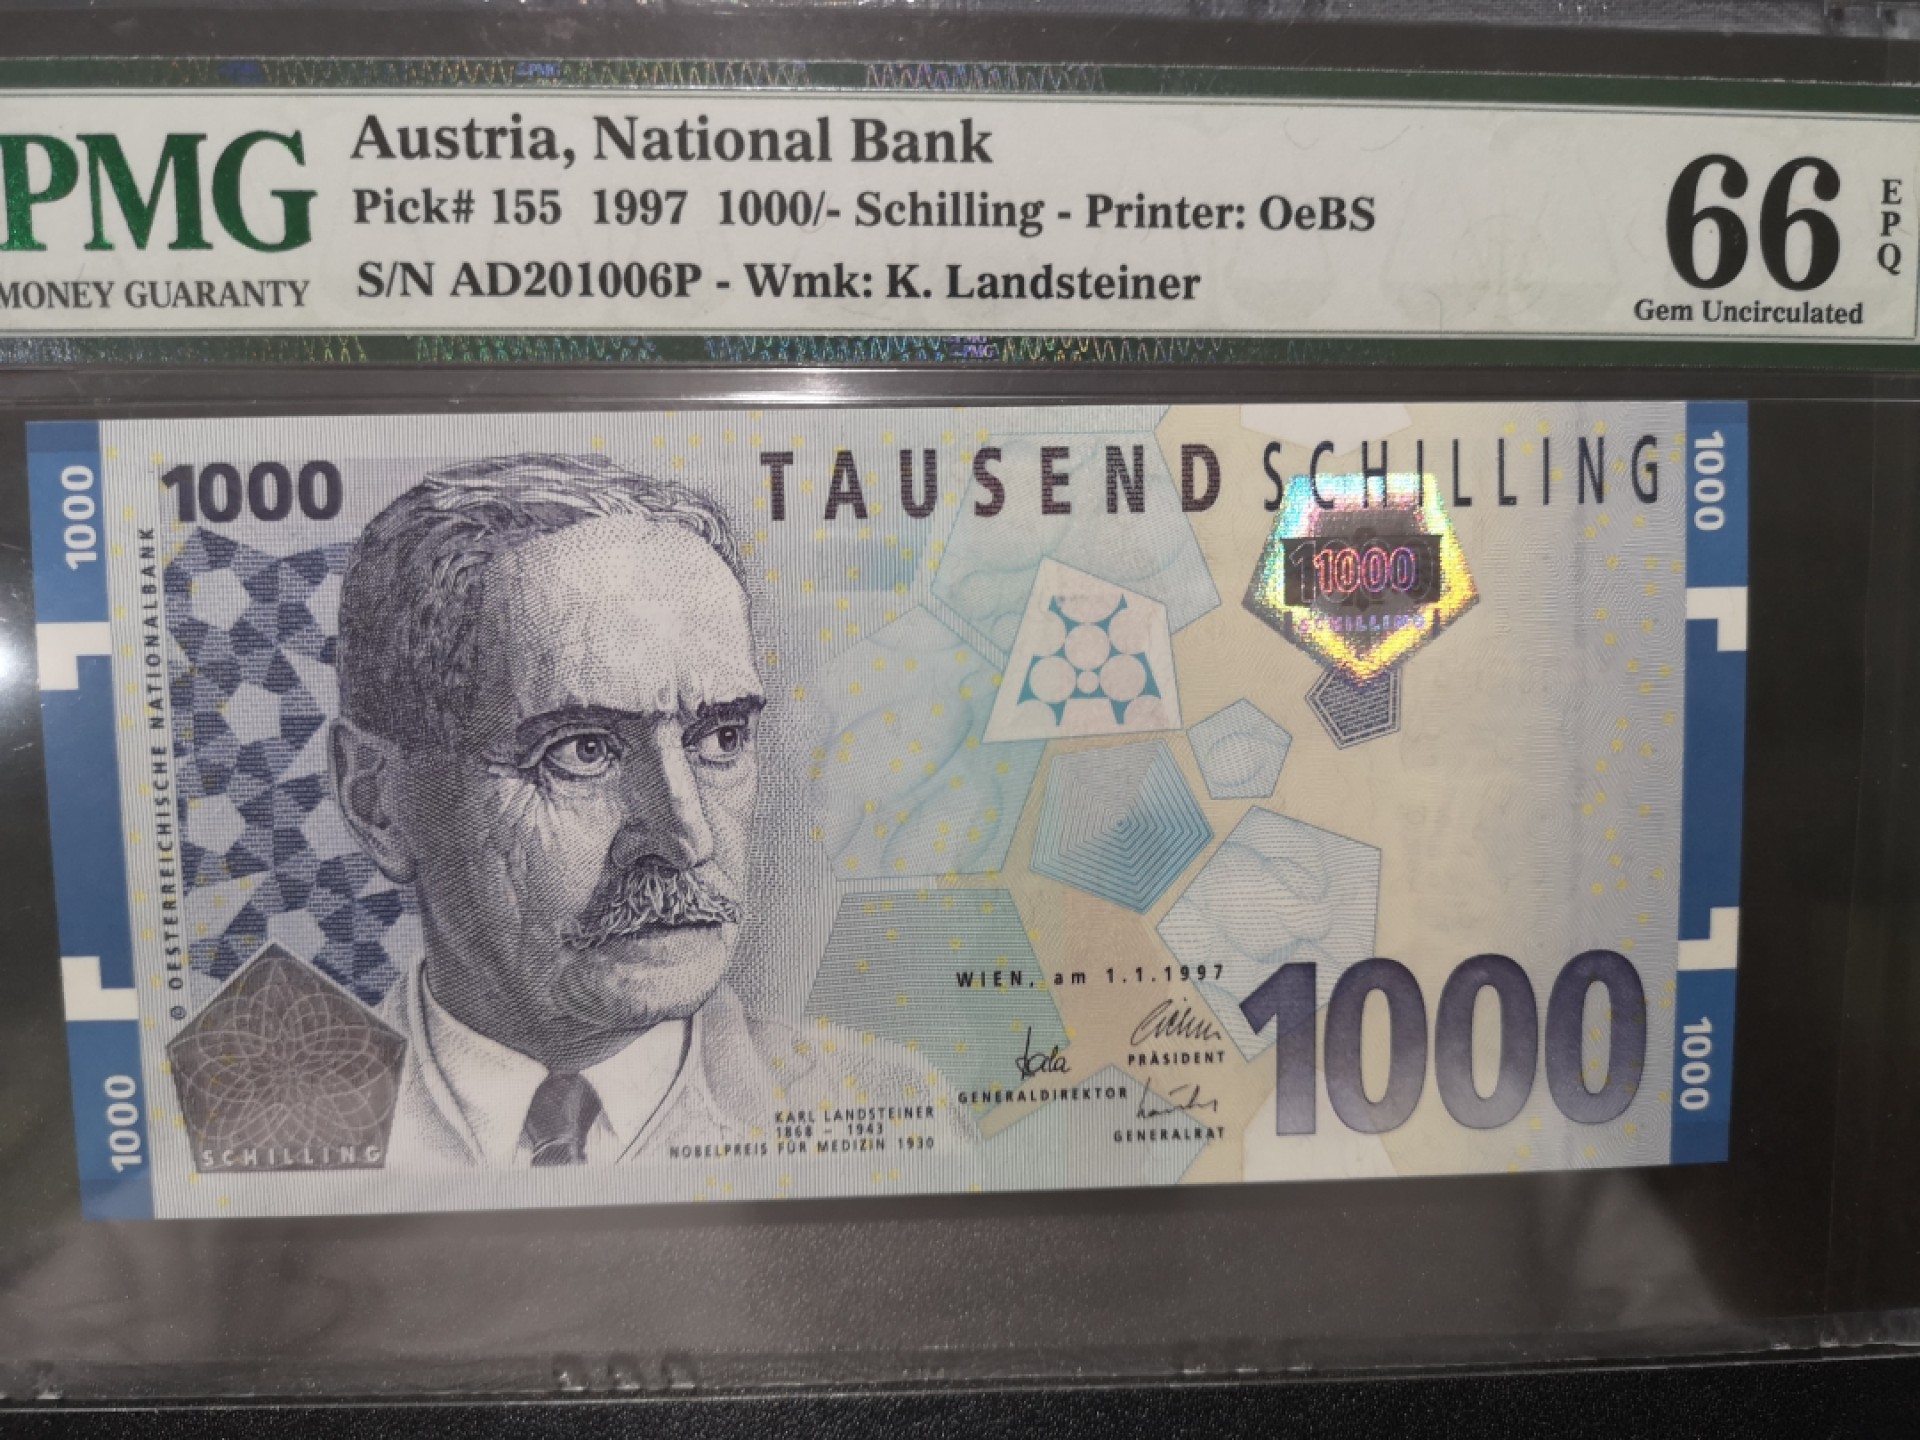 PMG
MONEY GUARANTY
Austria, National Bank
Pick# 155 1997 1000/- Schilling - Printer: OeBS
S/N AD201006P - Wmk: K. Landsteiner
66
EPQ
Gem Uncirculated
1000
1000
TAUSEND SCHILLING
1000
1000
SCHILLING
© OESTERREICHISCHE NATIONALBANK
WIEN, am 1.1.1997
PRÄSIDENT
GENERALDIREKTOR
GENERALRAT
KARL LANDSTEINER
1868 - 1943
NOBELPREIS FÜR MEDIZIN 1930
SCHILLING
1000
1000
1000